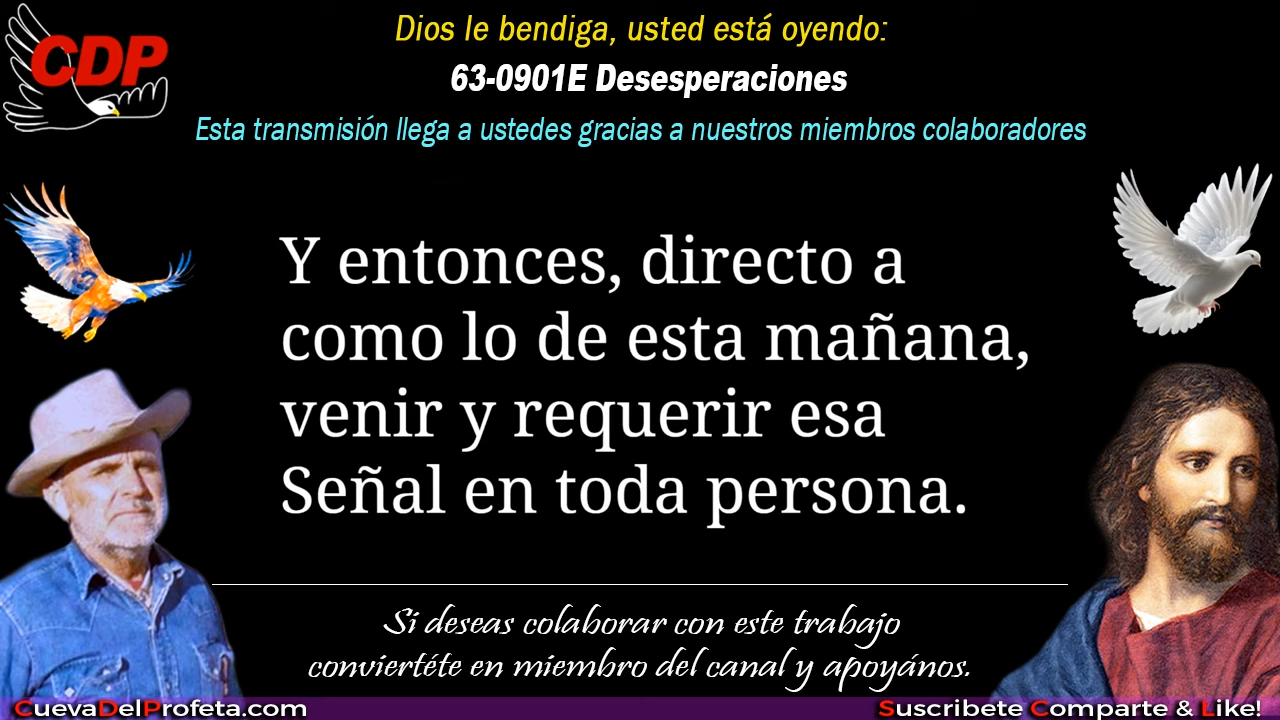 CDP
Dios le bendiga, usted está oyendo:
63-0901E Desesperaciones
Esta transmisión llega a ustedes gracias a nuestros miembros colaboradores
Y entonces, directo a
como lo de esta mañana,
venir y requerir esa
Señal en toda persona.
Si deseas colaborar con este trabajo
conviertéte en miembro del canal y apoyános.
CuevaDelProfeta.com
Suscribete Comparte & Like!